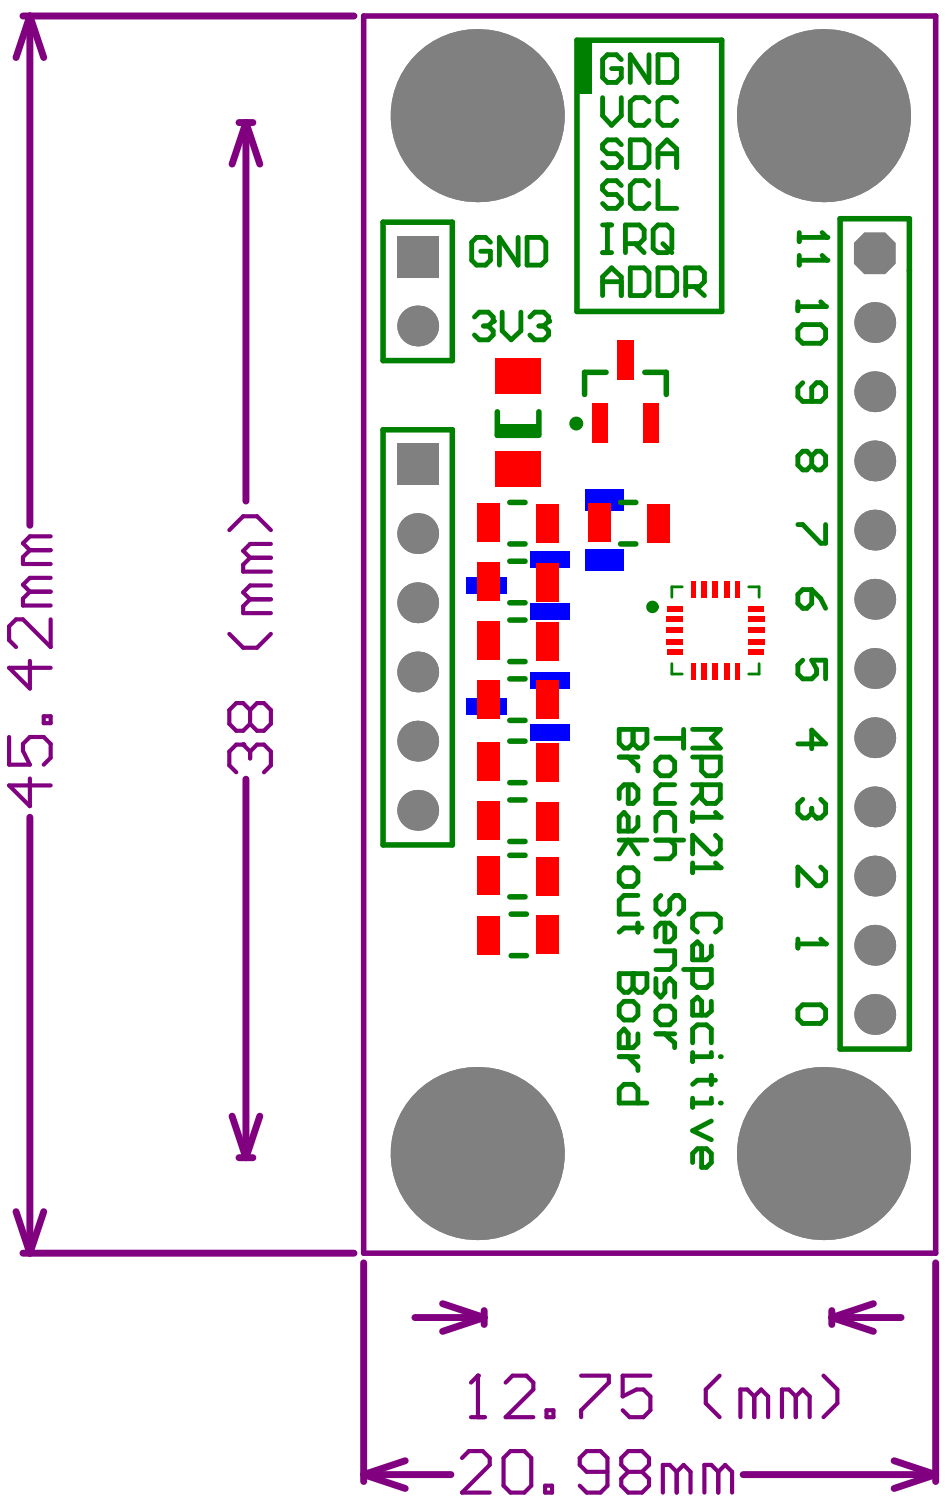 GND
VCC
SDA
SCL
IRQ
ADDR
GND
3V3
11
10
9
8
7
6
5
4
3
2
1
0
MPR121 Capacitive
Touch Sensor
Breakout Board
45.42mm
38 (mm)
12.75 (mm)
20.98mm